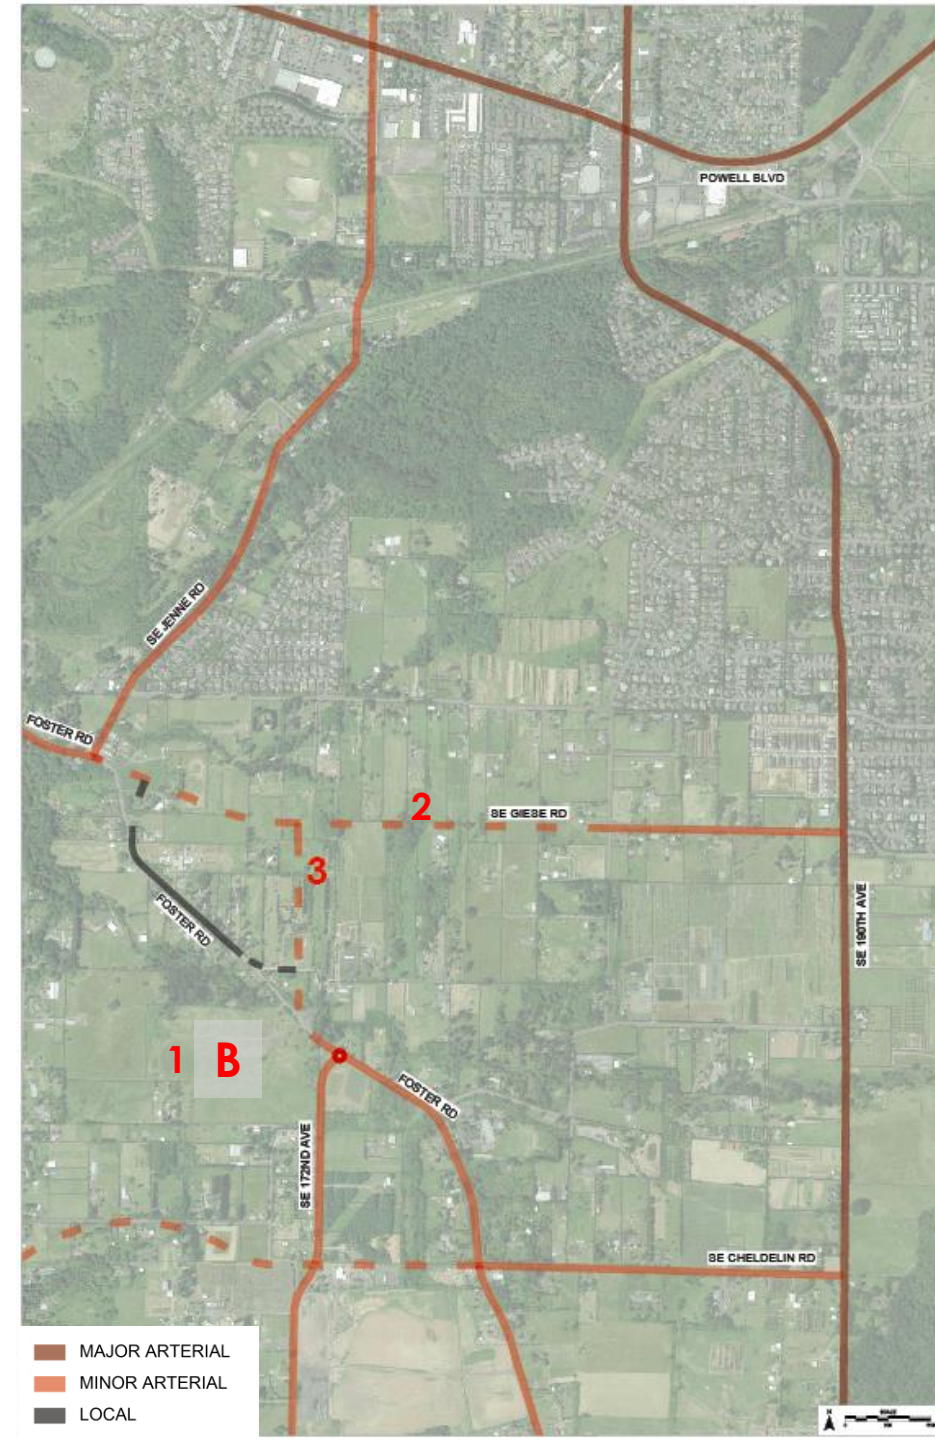 POWELL BLVD
SE JENNE RD
FOSTER RD
2
SE GIESE RD
3
FOSTER RD
SE 190TH AVE
1 B
FOSTER RD
SE 172ND AVE
SE CHELDELIN RD
MAJOR ARTERIAL
MINOR ARTERIAL
LOCAL
N